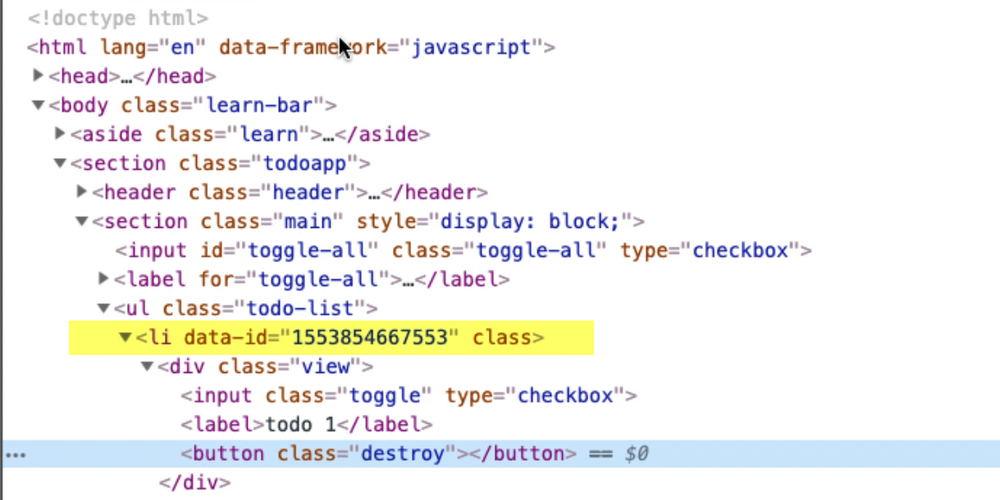 <!doctype html>
<html lang="en" data-framework="javascript">
▶<head>…</head>
▼<body class="learn-bar">
▶<aside class="learn">…</aside>
▼<section class="todoapp">
▶<header class="header">…</header>
▼<section class="main" style="display: block;">
<input id="toggle-all" class="toggle-all" type="checkbox">
▶<label for="toggle-all">…</label>
▼<ul class="todo-list">
▼<li data-id="1553854667553" class>
▼<div class="view">
<input class="toggle" type="checkbox">
<label>todo 1</label>
… <button class="destroy"></button> == $0
</div>